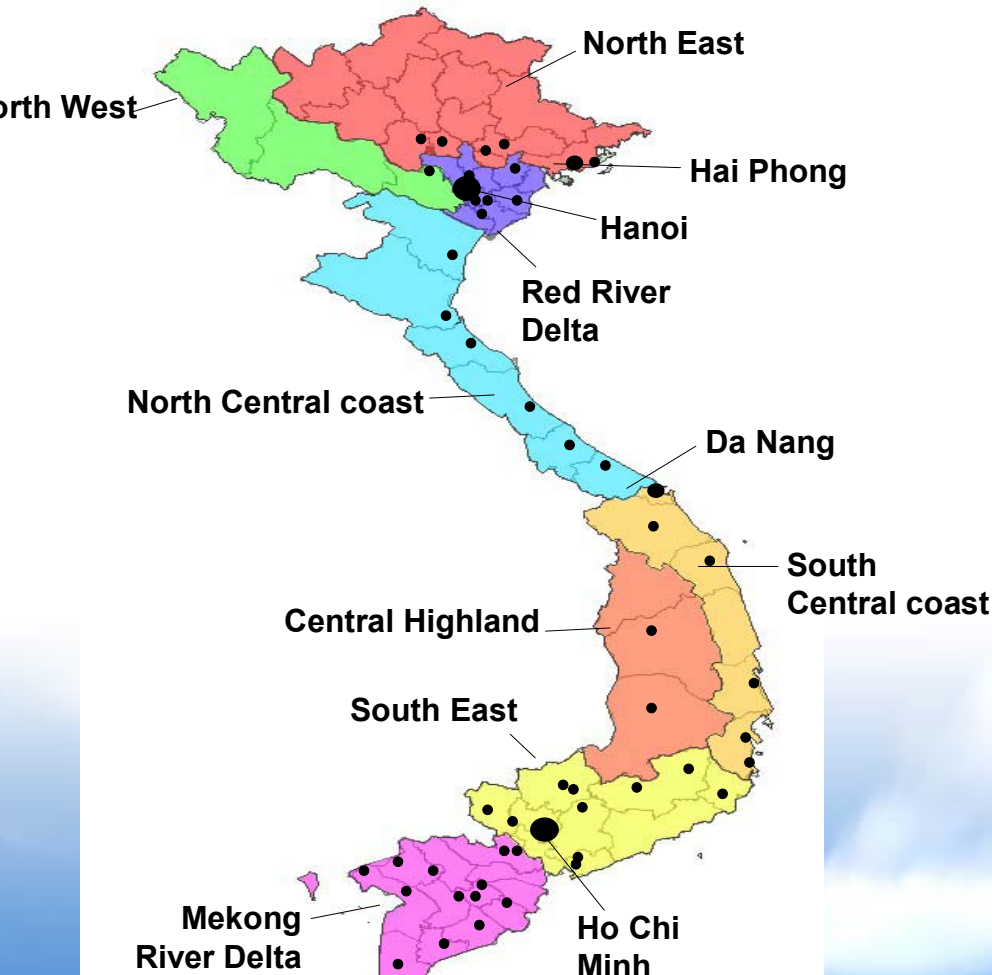 North East
orth West
Hai Phong
Hanoi
Red River
Delta
North Central coast
Da Nang
South
Central coast
Central Highland
South East
Mekong
River Delta
Ho Chi
Minh